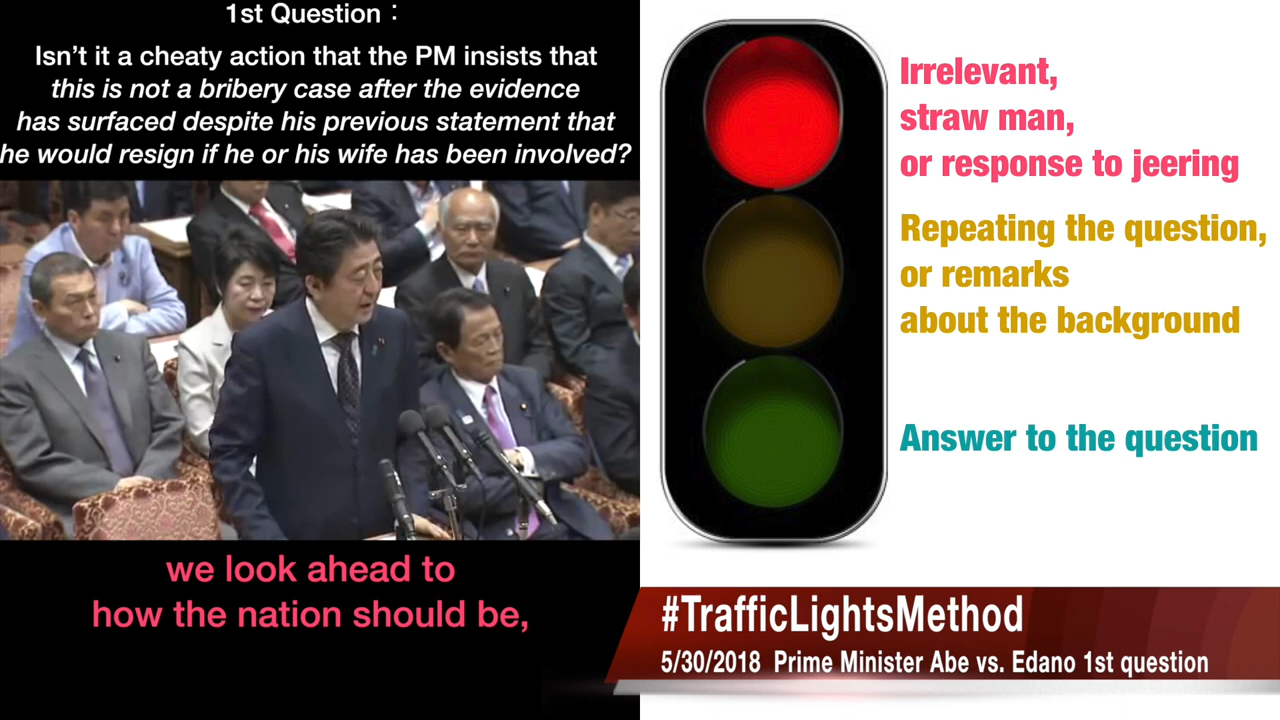 1st Question：
Isn't it a cheaty action that the PM insists that
this is not a bribery case after the evidence
has surfaced despite his previous statement that
he would resign if he or his wife has been involved?
we look ahead to
how the nation should be,
Irrelevant,
straw man,
or response to jeering
Repeating the question,
or remarks
about the background
Answer to the question
#TrafficLightsMethod
5/30/2018 Prime Minister Abe vs. Edano 1st question